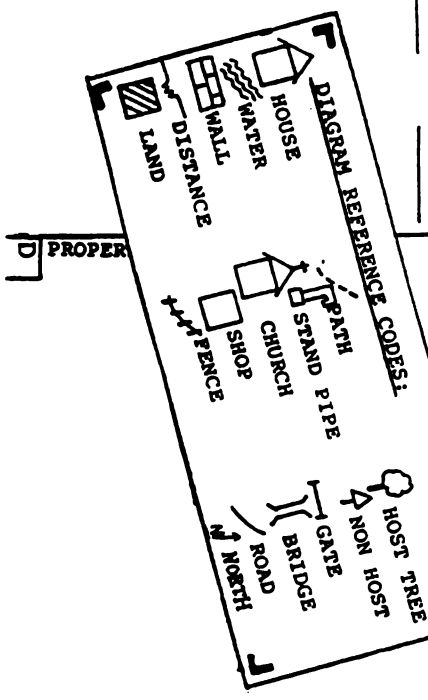 DIAGRAM REFERENCE CODES:
HOUSE
WATER
WALL
DISTANCE
LAND
PATH
STAND PIPE
CHURCH
SHOP
FENCE
HOST TREE
NON HOST
GATE
BRIDGE
ROAD
N NORTH
PROPER
D